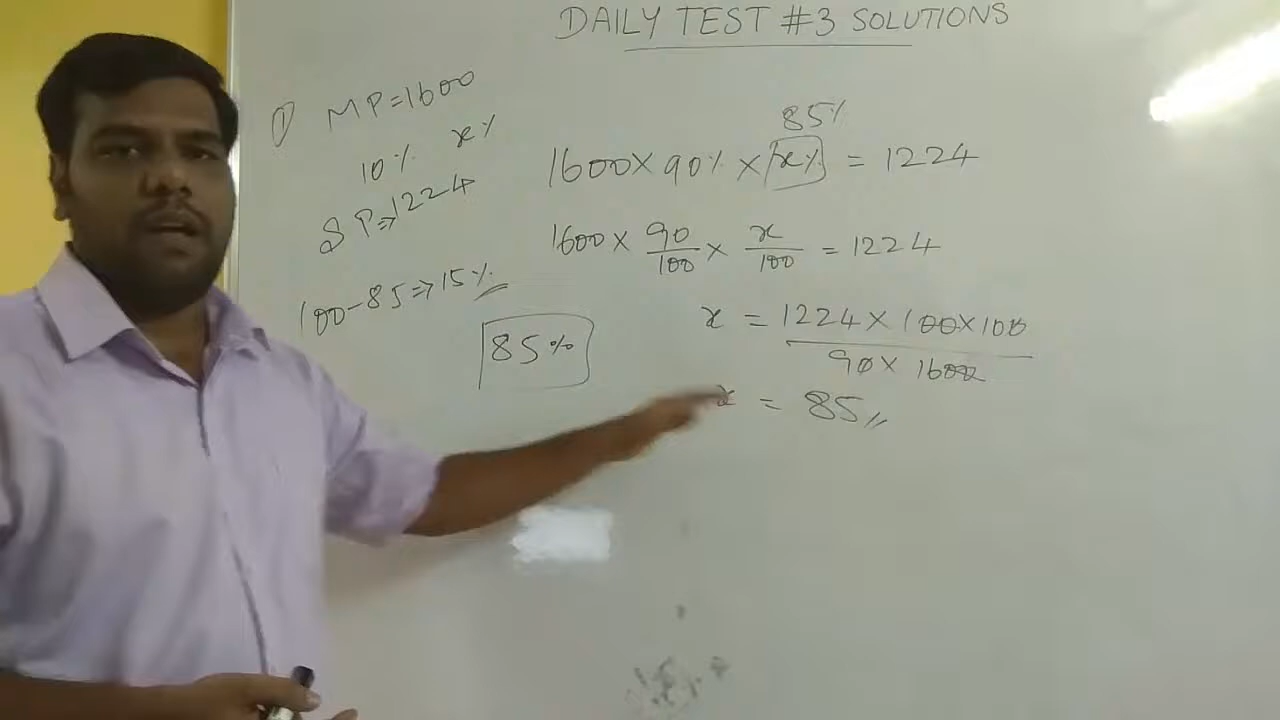 DAILY TEST #3 SOLUTIONS
① MP=1600
10% x%
SP⇒1224
100-85⇒15%
85%
85%
1600×90%×x% = 1224
1600 × 90/100 × x/100 = 1224
x = 1224×100×100
90×1600
x = 85